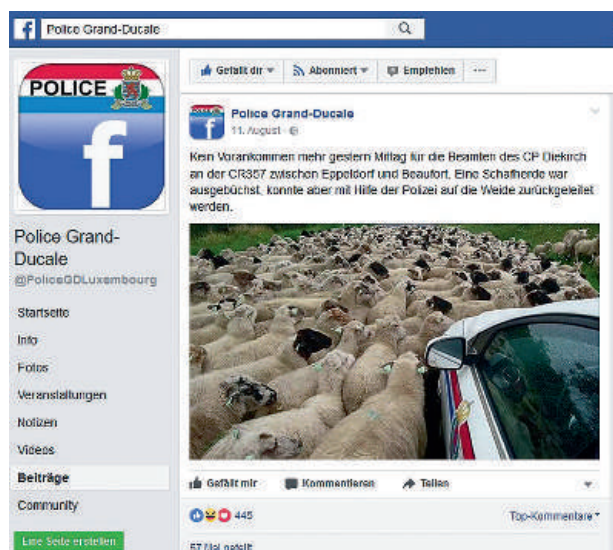 Police Grand-Ducale
POLICE
Gefällt dir
Abonniert
Empfehlen
Police Grand-Ducale
11. August
Kein Vorankommen mehr gestern Mittag für die Beamten des CP Diekirch
an der CR357 zwischen Eppeldorf und Beaufort. Eine Schafherde war
ausgebüchst, konnte aber mit Hilfe der Polizei auf die Weide zurückgeleitet
werden.
Police Grand-
Ducale
@PoliceGDLuxembourg
Startseite
Info
Fotos
Veranstaltungen
Notizen
Videos
Beiträge
Community
Eine Seite erstellen
Gefällt mir
Kommentieren
Teilen
445
Top-Kommentare
57 Mal geteilt